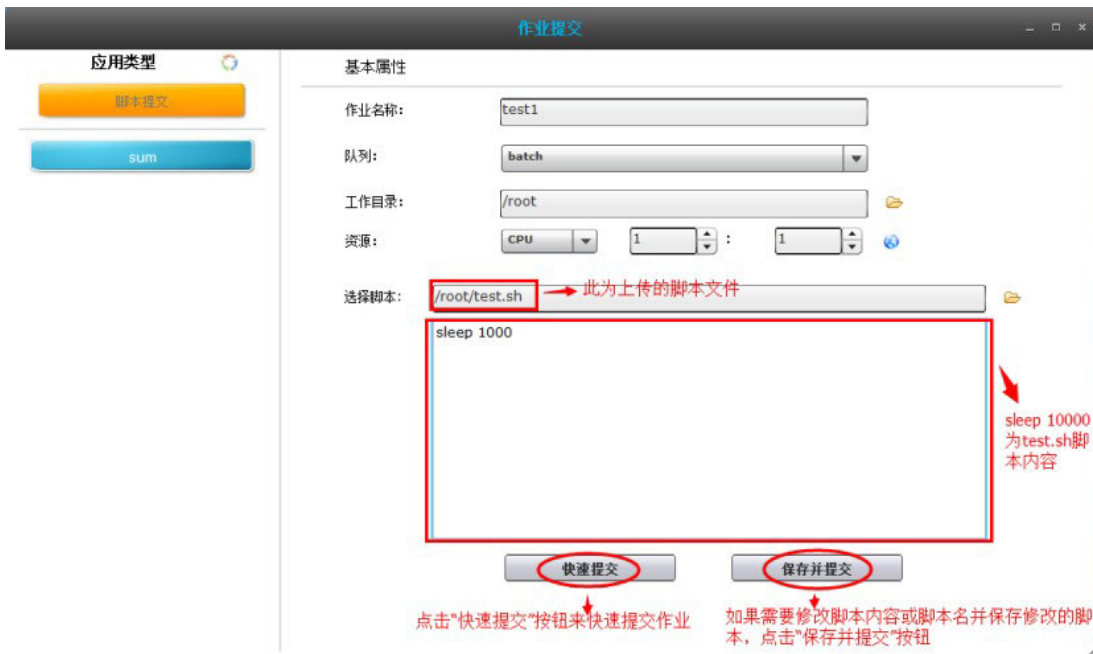 作业提交
应用类型
脚本提交
sum
基本属性
作业名称:
test1
队列:
batch
工作目录:
/root
资源:
CPU
1
:
1
选择脚本:
/root/test.sh
此为上传的脚本文件
sleep 1000
sleep 10000
为test.sh脚
本内容
快速提交
保存并提交
点击“快速提交”按钮来快速提交作业
如果需要修改脚本内容或脚本名并保存修改的脚
本，点击“保存并提交”按钮